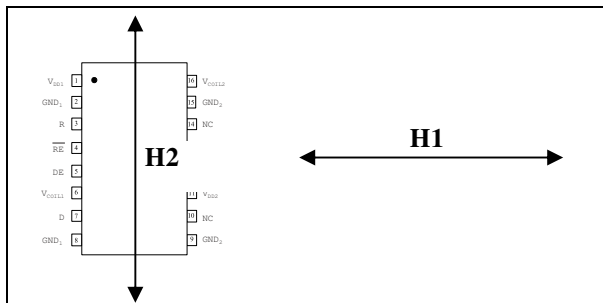 VDD1 1
GND1 2
R 3
RE 4
DE 5
VCOIL1 6
D 7
GND1 8
16 VCOIL2
15 GND2
14 NC
11 VDD2
10 NC
9 GND2
H2
H1